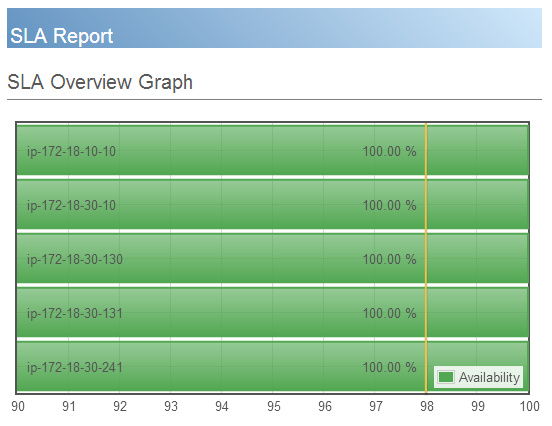 SLA Report
SLA Overview Graph
ip-172-18-10-10 100.00 %
ip-172-18-30-10 100.00 %
ip-172-18-30-130 100.00 %
ip-172-18-30-131 100.00 %
ip-172-18-30-241 100.00 %
Availability
90 91 92 93 94 95 96 97 98 99 100